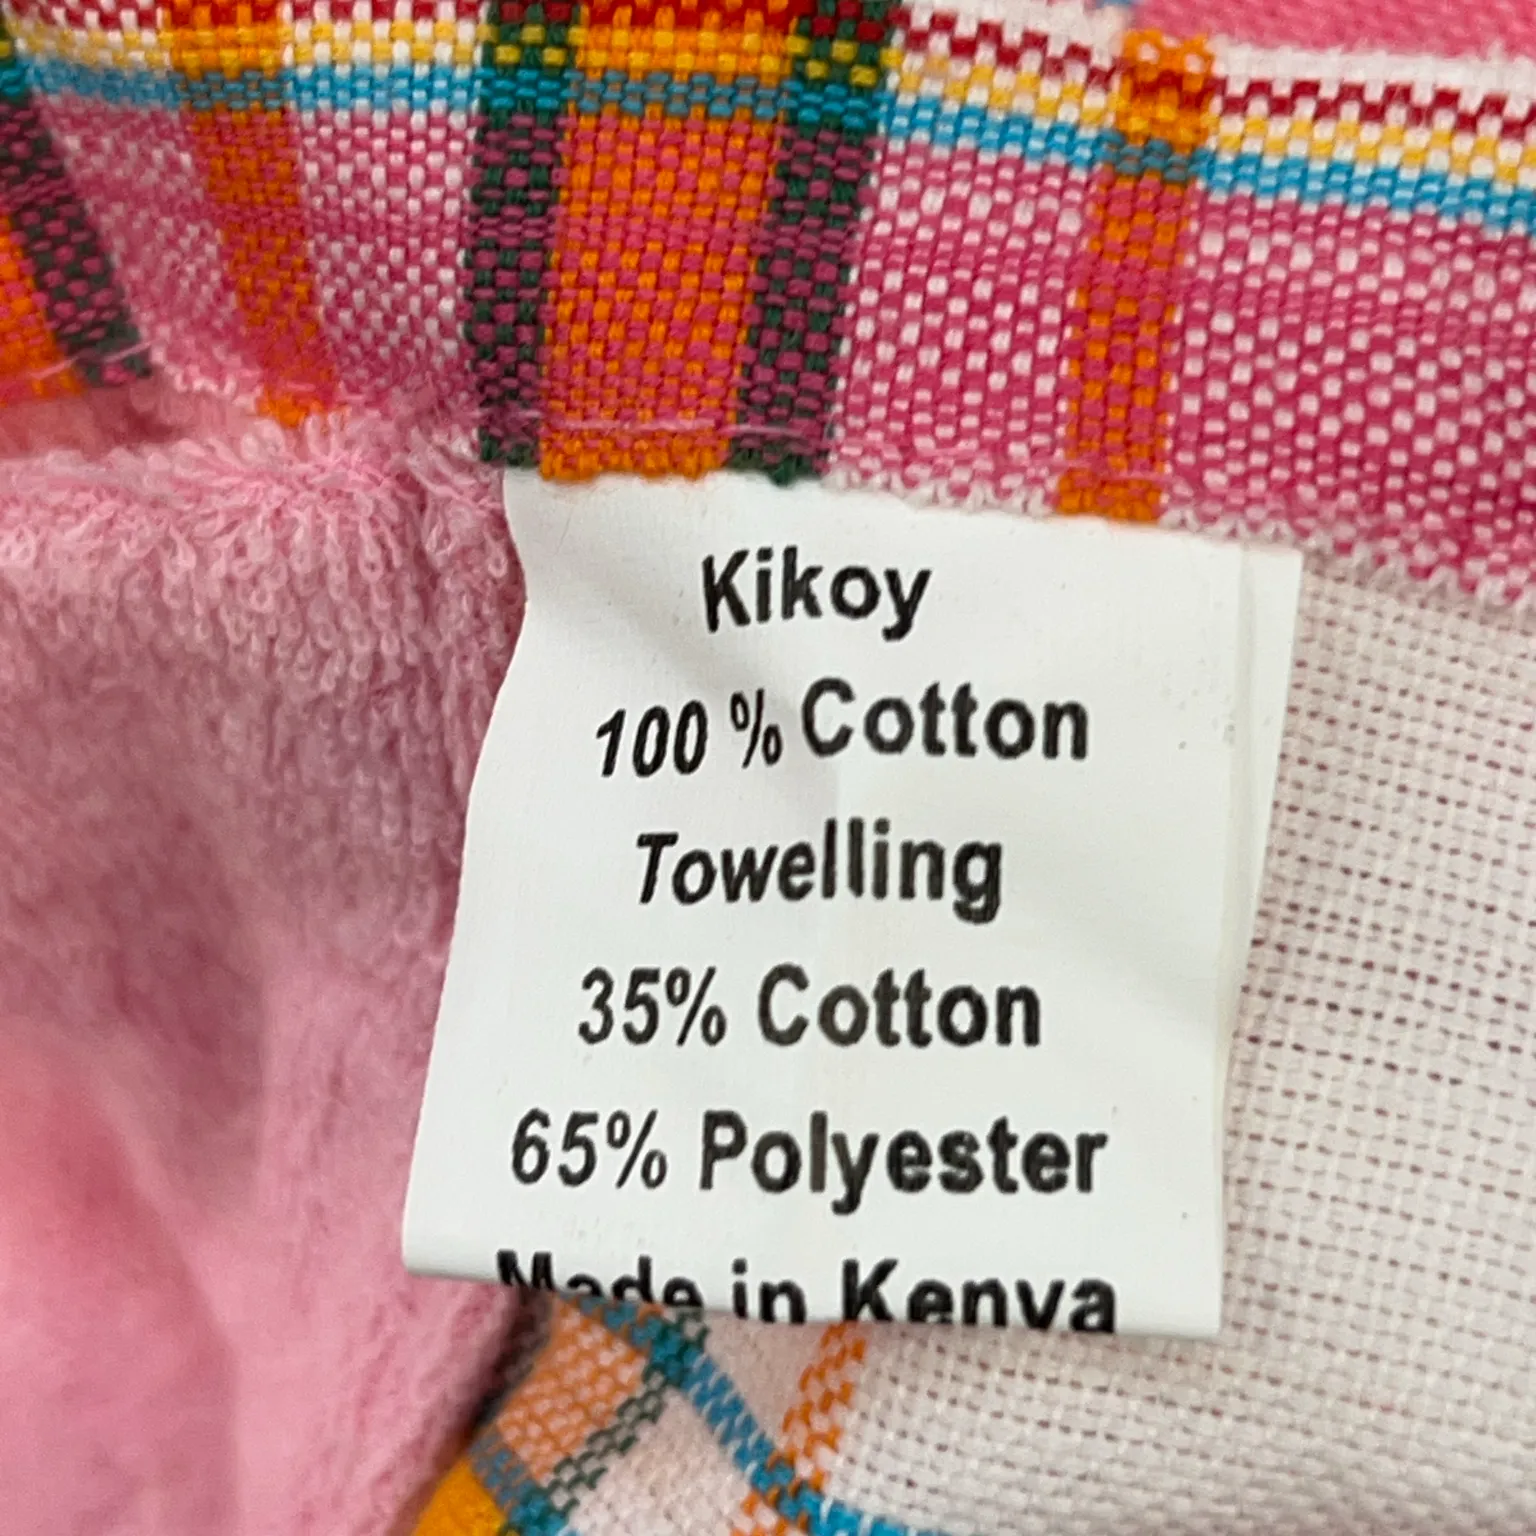 Kikoy
100 % Cotton
Towelling
35% Cotton
65% Polyester
Made in Kenya